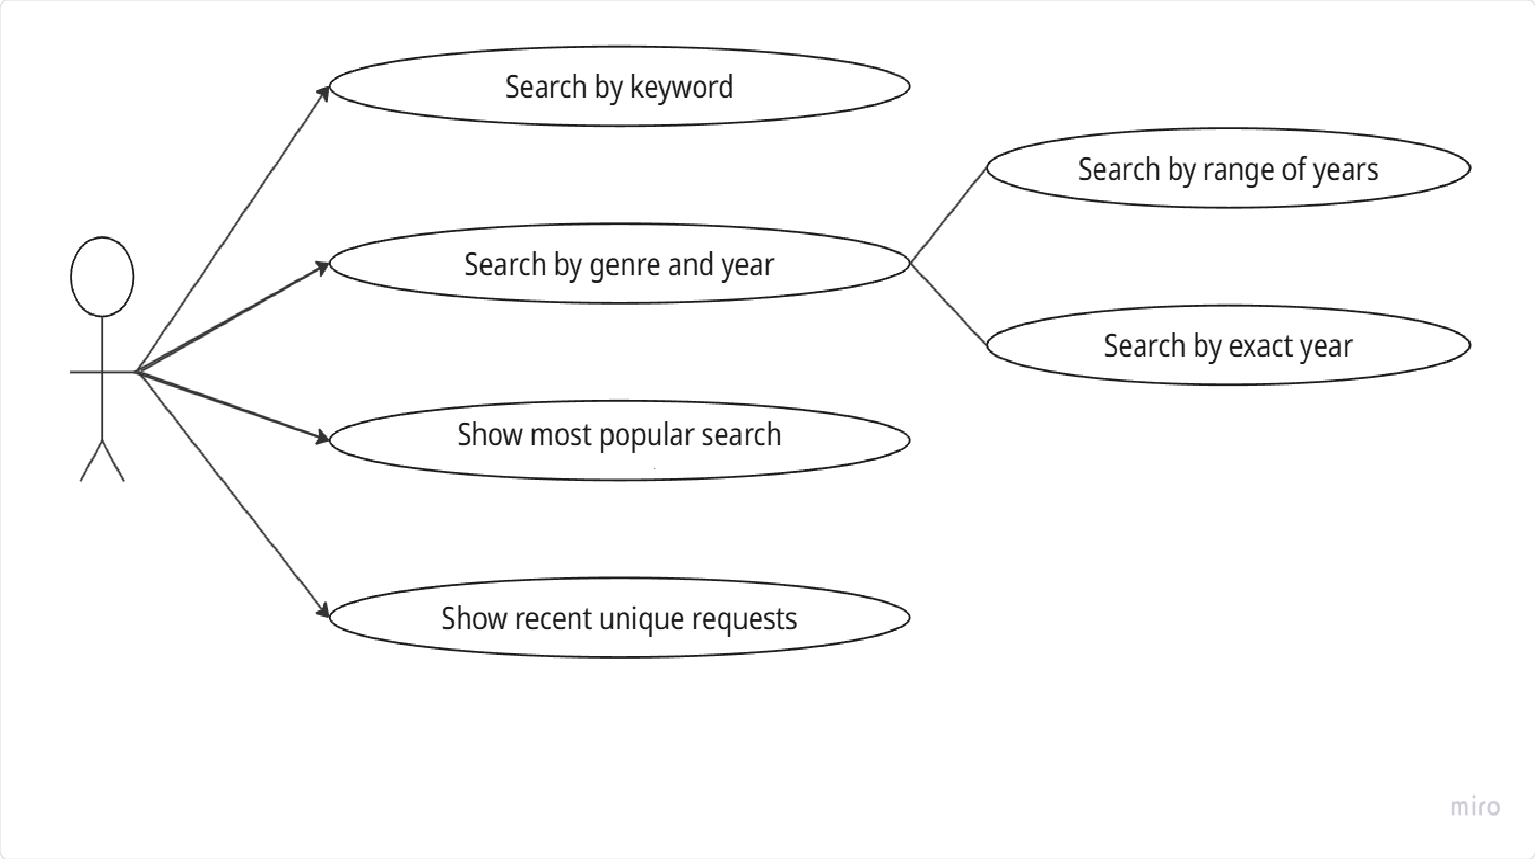 Search by keyword
Search by range of years
Search by genre and year
Search by exact year
Show most popular search
Show recent unique requests
miro